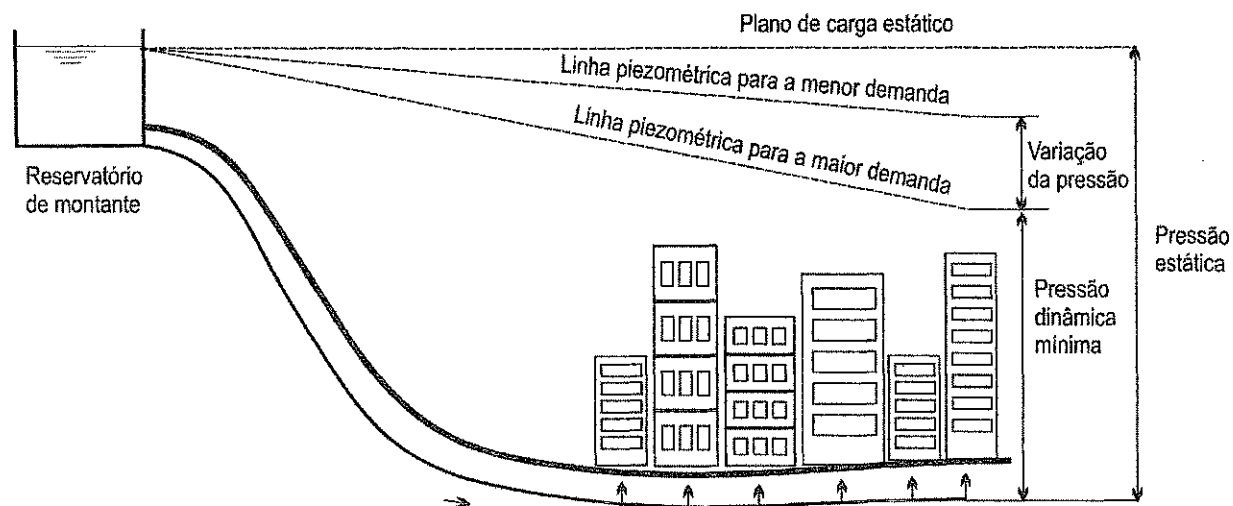 Plano de carga estático
Linha piezométrica para a menor demanda
Linha piezométrica para a maior demanda
Reservatório
de montante
Variação
da pressão
Pressão
estática
Pressão
dinâmica
mínima